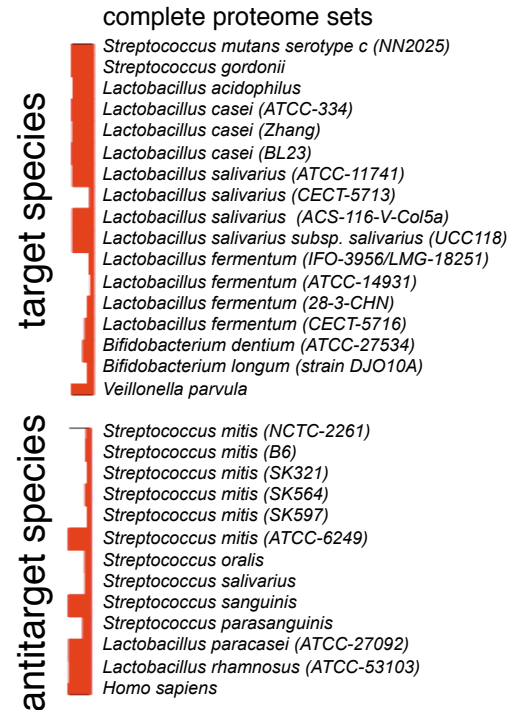 complete proteome sets
target species
Streptococcus mutans serotype c (NN2025)
Streptococcus gordonii
Lactobacillus acidophilus
Lactobacillus casei (ATCC-334)
Lactobacillus casei (Zhang)
Lactobacillus casei (BL23)
Lactobacillus salivarius (ATCC-11741)
Lactobacillus salivarius (CECT-5713)
Lactobacillus salivarius (ACS-116-V-Col5a)
Lactobacillus salivarius subsp. salivarius (UCC118)
Lactobacillus fermentum (IFO-3956/LMG-18251)
Lactobacillus fermentum (ATCC-14931)
Lactobacillus fermentum (28-3-CHN)
Lactobacillus fermentum (CECT-5716)
Bifidobacterium dentium (ATCC-27534)
Bifidobacterium longum (strain DJO10A)
Veillonella parvula
antitarget species
Streptococcus mitis (NCTC-2261)
Streptococcus mitis (B6)
Streptococcus mitis (SK321)
Streptococcus mitis (SK564)
Streptococcus mitis (SK597)
Streptococcus mitis (ATCC-6249)
Streptococcus oralis
Streptococcus salivarius
Streptococcus sanguinis
Streptococcus parasanguinis
Lactobacillus paracasei (ATCC-27092)
Lactobacillus rhamnosus (ATCC-53103)
Homo sapiens